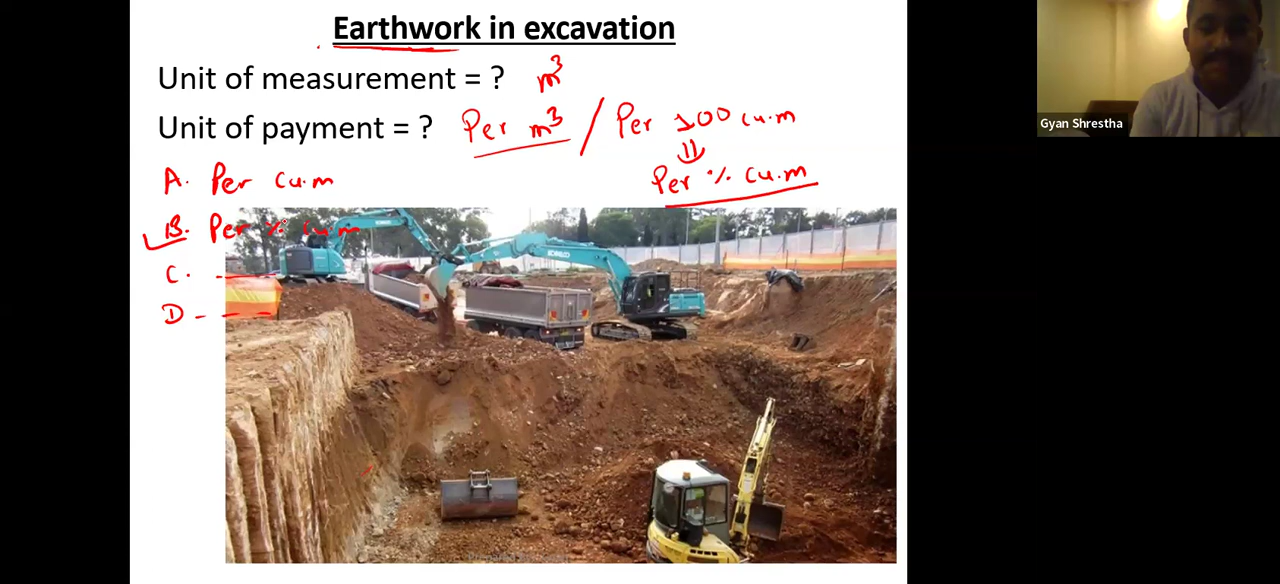 Earthwork in excavation
Unit of measurement = ? m³
Unit of payment = ? Per m³ / Per 100 cu.m
Per % cu.m
A. Per cu.m
B. Per % cu.m
C.
D
KOBELCO
Gyan Shrestha